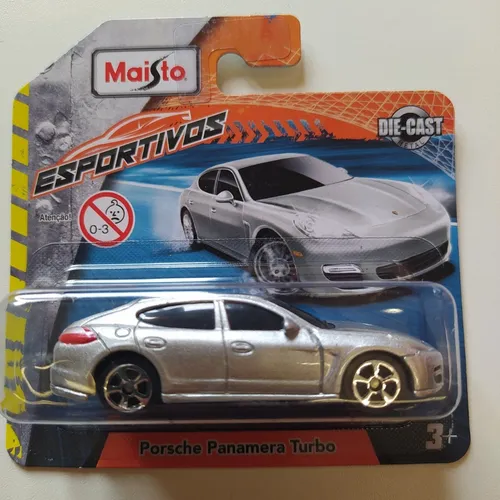 Maisto
ESPORTIVOS
DIE-CAST
Atenção!
0-3
Porsche Panamera Turbo
3+